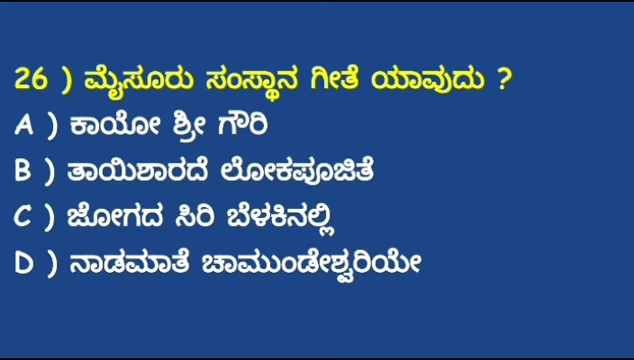 26 ) ಮೈಸೂರು ಸಂಸ್ಥಾನ ಗೀತೆ ಯಾವುದು ?
A ) ಕಾಯೋ ಶ್ರೀ ಗೌರಿ
B ) ತಾಯಿಶಾರದೆ ಲೋಕಪೂಜಿತೆ
C ) ಜೋಗದ ಸಿರಿ ಬೆಳಕಿನಲ್ಲಿ
D ) ನಾಡಮಾತೆ ಚಾಮುಂಡೇಶ್ವರಿಯೇ